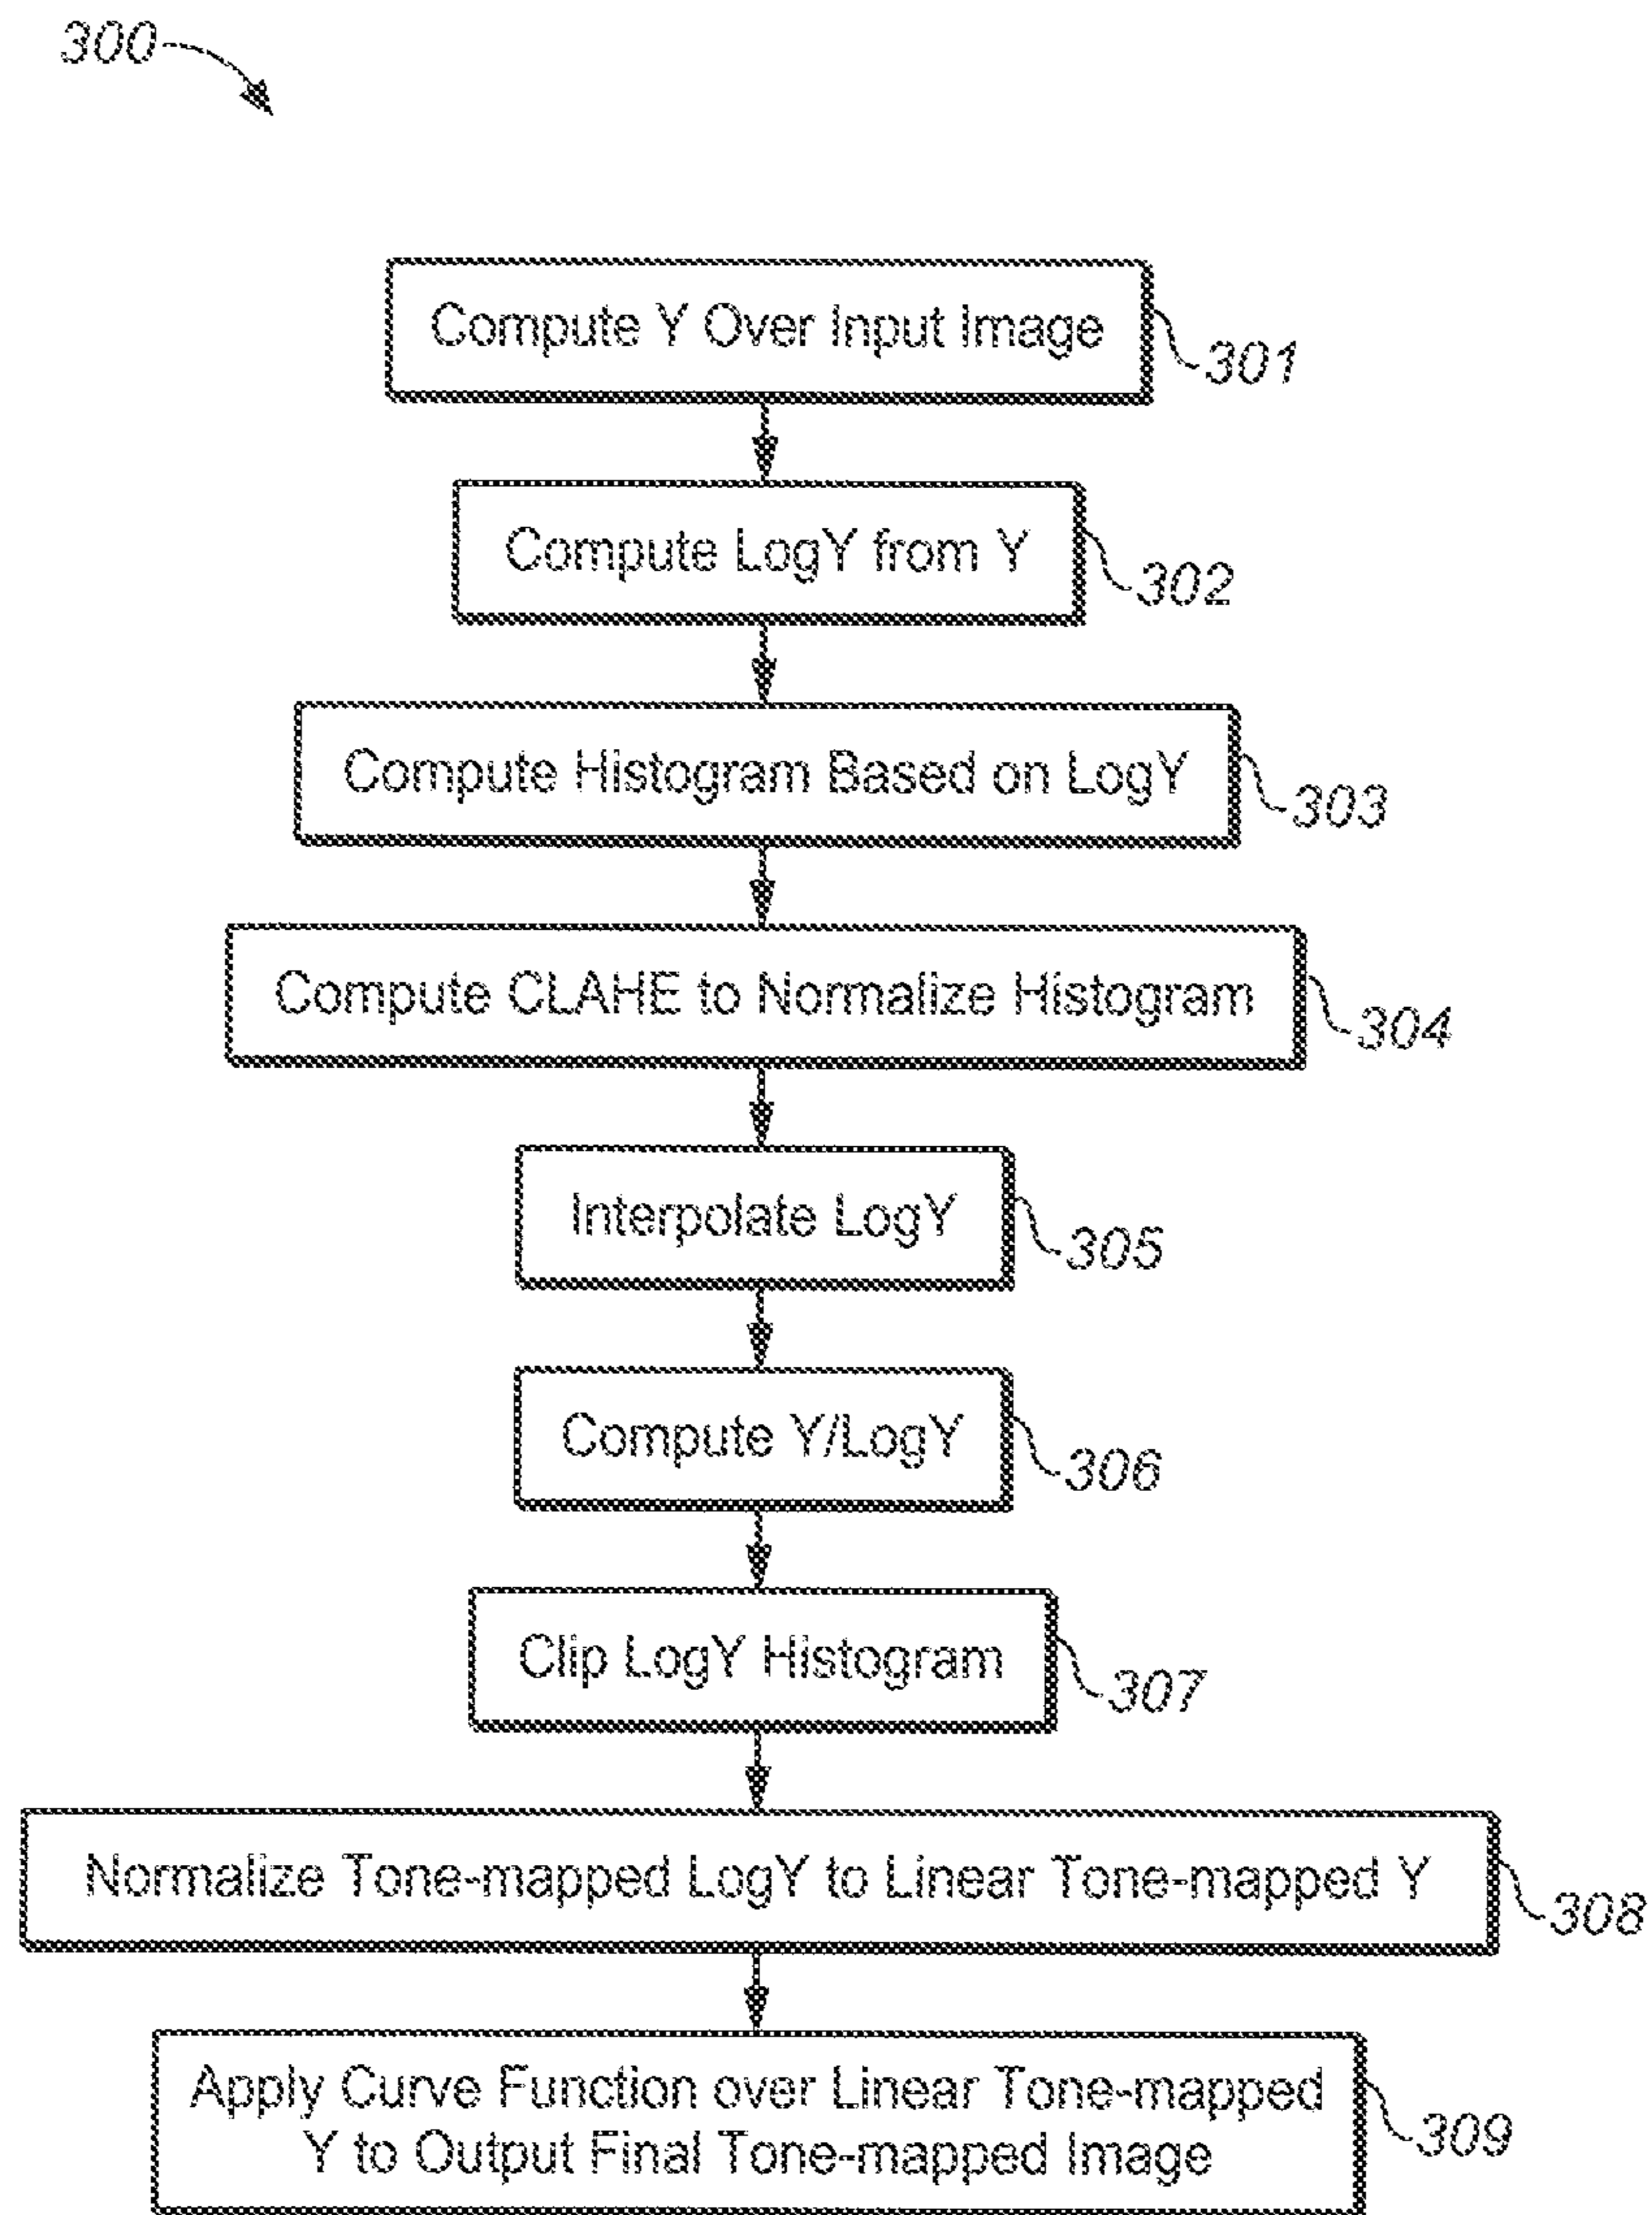 300
Compute Y Over Input Image
301
Compute LogY from Y
302
Compute Histogram Based on LogY
303
Compute CLAHE to Normalize Histogram
304
Interpolate LogY
305
Compute Y/LogY
306
Clip LogY Histogram
307
Normalize Tone-mapped LogY to Linear Tone-mapped Y
308
Apply Curve Function over Linear Tone-mapped
Y to Output Final Tone-mapped Image
309